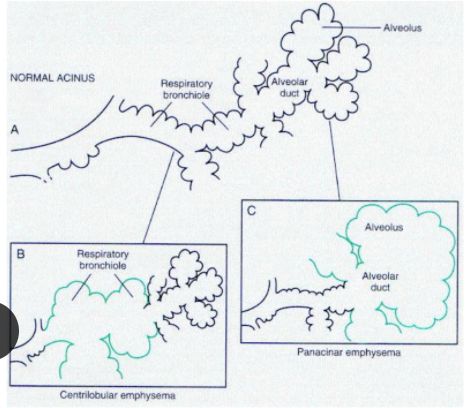 Alveolus
NORMAL ACINUS
Respiratory
bronchiole
Alveolar
duct
A
C
Alveolus
Alveolar
duct
Panacinar emphysema
B
Respiratory
bronchiole
Centrilobular emphysema